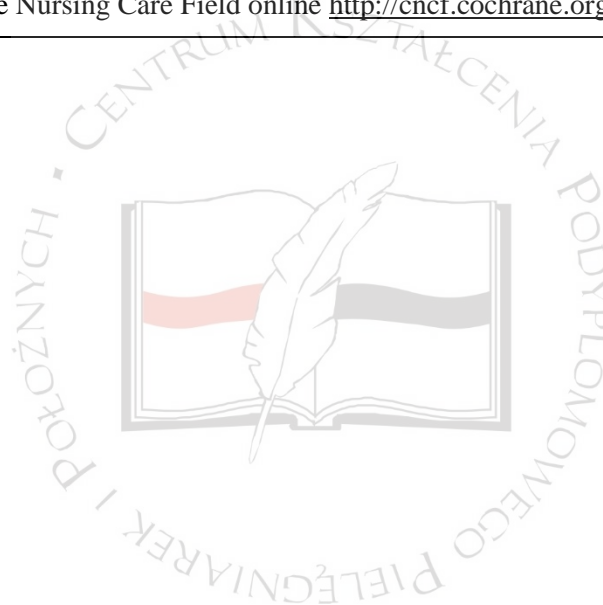 e Nursing Care Field online http://cncf.cochrane.org
CENTRUM KSZTAŁCENIA PODYPLOMOWEGO PIELĘGNIAREK I POŁOŻNYCH